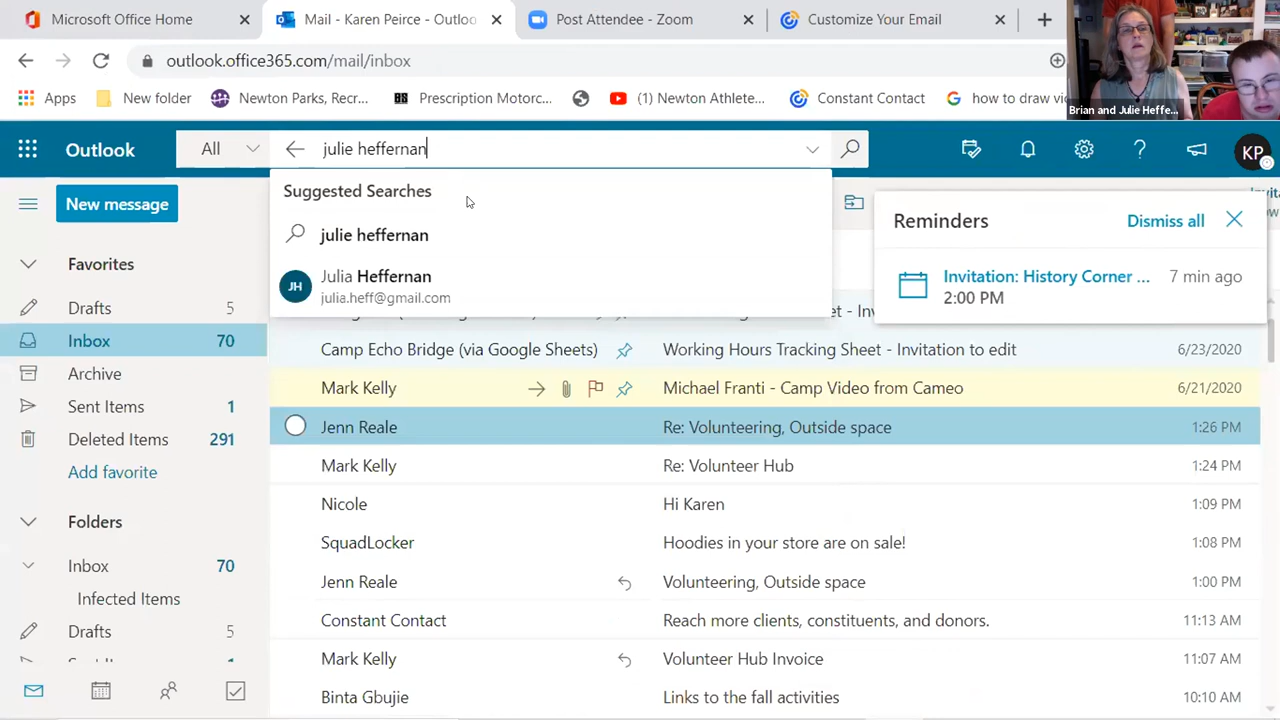 Microsoft Office Home
Mail - Karen Peirce - Outloo
Post Attendee - Zoom
Customize Your Email
outlook.office365.com/mail/inbox
Apps
New folder
Newton Parks, Recr...
Prescription Motorc...
(1) Newton Athlete...
Constant Contact
how to draw vi
Brian and Julie Heffe...
Outlook
All
julie heffernan
KP
New message
Suggested Searches
julie heffernan
JH
Julia Heffernan
julia.heff@gmail.com
Reminders
Dismiss all
Invitation: History Corner ...
7 min ago
2:00 PM
Favorites
Drafts 5
Inbox 70
Archive
Sent Items 1
Deleted Items 291
Add favorite
Folders
Inbox 70
Infected Items
Drafts 5
Camp Echo Bridge (via Google Sheets) Working Hours Tracking Sheet - Invitation to edit 6/23/2020
Mark Kelly Michael Franti - Camp Video from Cameo 6/21/2020
Jenn Reale Re: Volunteering, Outside space 1:26 PM
Mark Kelly Re: Volunteer Hub 1:24 PM
Nicole Hi Karen 1:09 PM
SquadLocker Hoodies in your store are on sale! 1:08 PM
Jenn Reale Volunteering, Outside space 1:00 PM
Constant Contact Reach more clients, constituents, and donors. 11:13 AM
Mark Kelly Volunteer Hub Invoice 11:07 AM
Binta Gbujie Links to the fall activities 10:10 AM